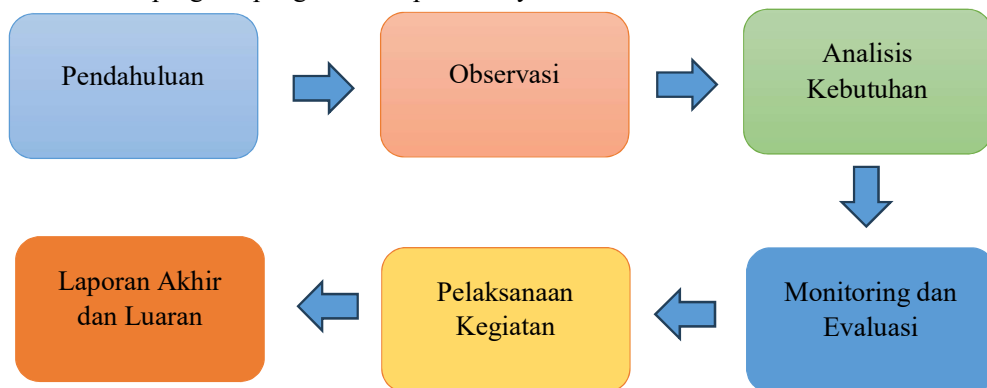 Pendahuluan
Observasi
Analisis
Kebutuhan
Monitoring dan
Evaluasi
Pelaksanaan
Kegiatan
Laporan Akhir
dan Luaran